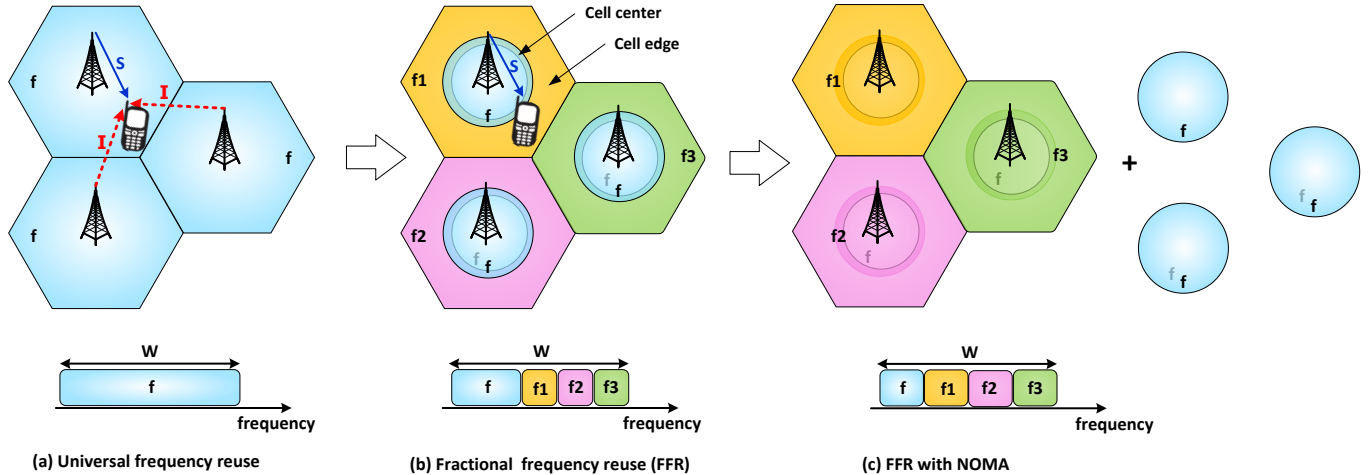 f
S
I
I
f
f
W
f
frequency
(a) Universal frequency reuse
Cell center
Cell edge
f1
S
f
f3
f
f
f2
f
f
W
f
f1
f2
f3
frequency
(b) Fractional frequency reuse (FFR)
f1
f3
f
f2
f
+
f
f
f
f
f
W
f
f1
f2
f3
frequency
(c) FFR with NOMA